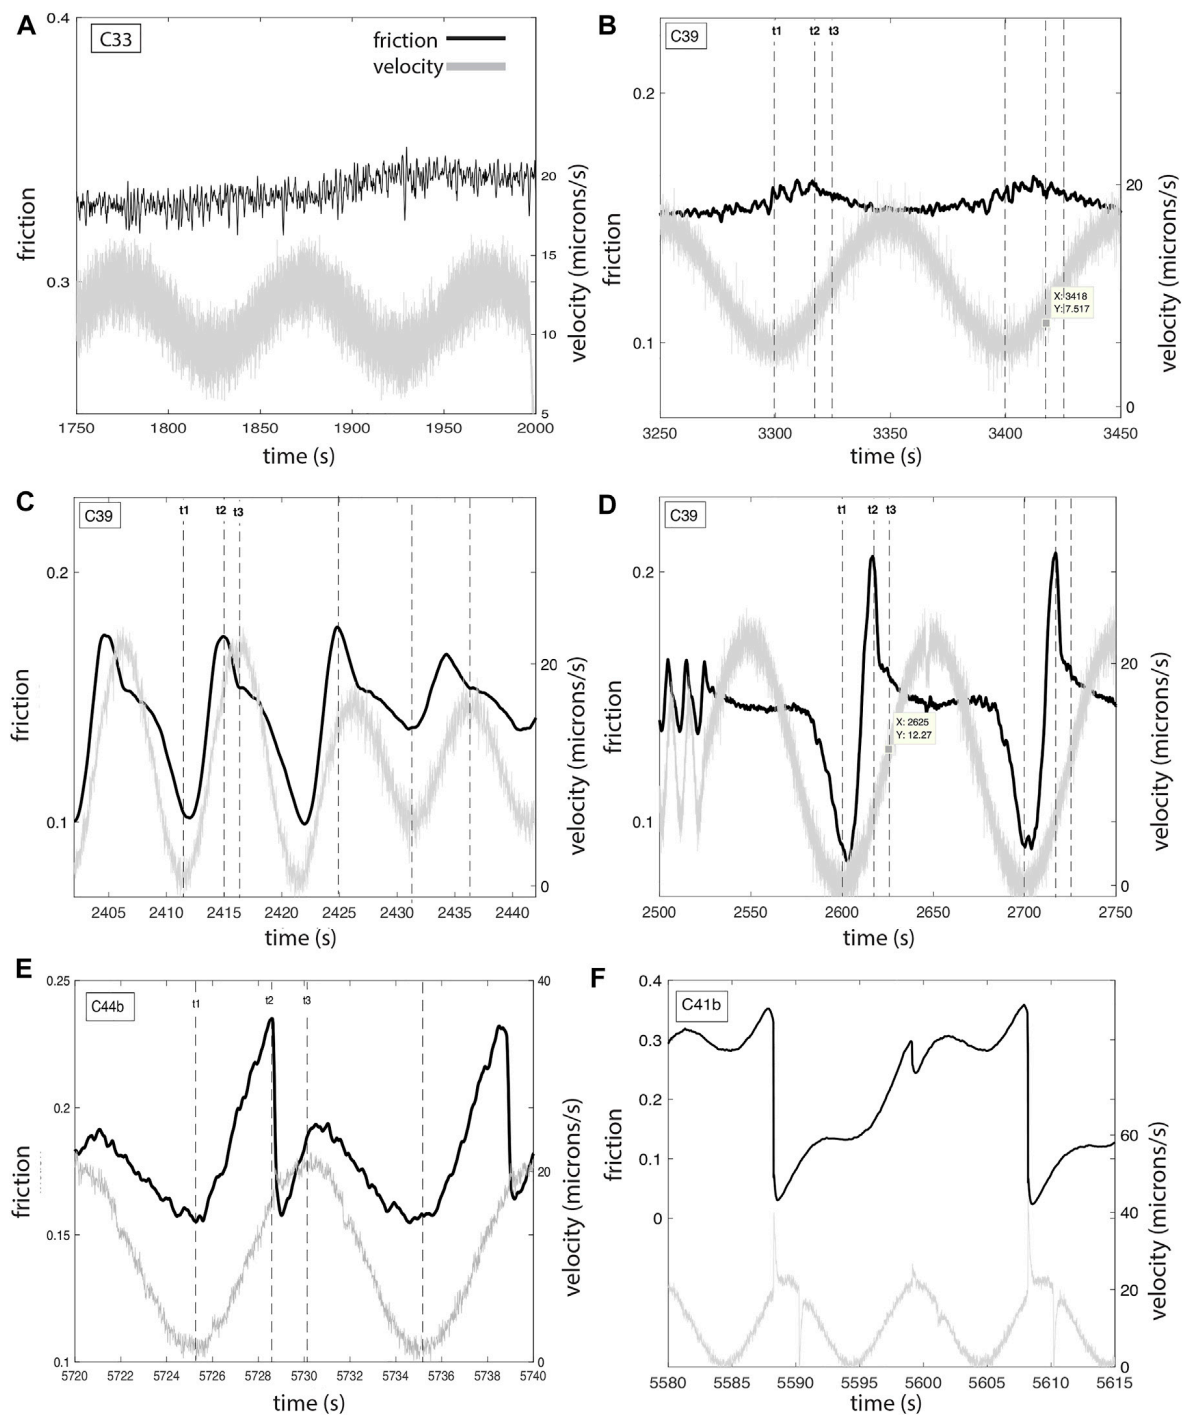 A
C33
friction
velocity
0.4
0.3
friction
20
15
10
5
velocity (microns/s)
1750 1800 1850 1900 1950 2000
time (s)
B
C39
t1 t2 t3
0.2
0.1
friction
20
10
0
velocity (microns/s)
X: 3418
Y: 7.517
3250 3300 3350 3400 3450
time (s)
C
C39
t1 t2 t3
0.2
0.1
friction
20
0
velocity (microns/s)
2405 2410 2415 2420 2425 2430 2435 2440
time (s)
D
C39
t1 t2 t3
0.2
0.1
friction
20
0
velocity (microns/s)
X: 2625
Y: 12.27
2500 2550 2600 2650 2700 2750
time (s)
E
C44b
t1 t2 t3
0.25
0.2
0.15
0.1
friction
40
20
0
velocity (microns/s)
5720 5722 5724 5726 5728 5730 5732 5734 5736 5738 5740
time (s)
F
C41b
0.4
0.3
0.2
0.1
0
friction
60
40
20
0
velocity (microns/s)
5580 5585 5590 5595 5600 5605 5610 5615
time (s)